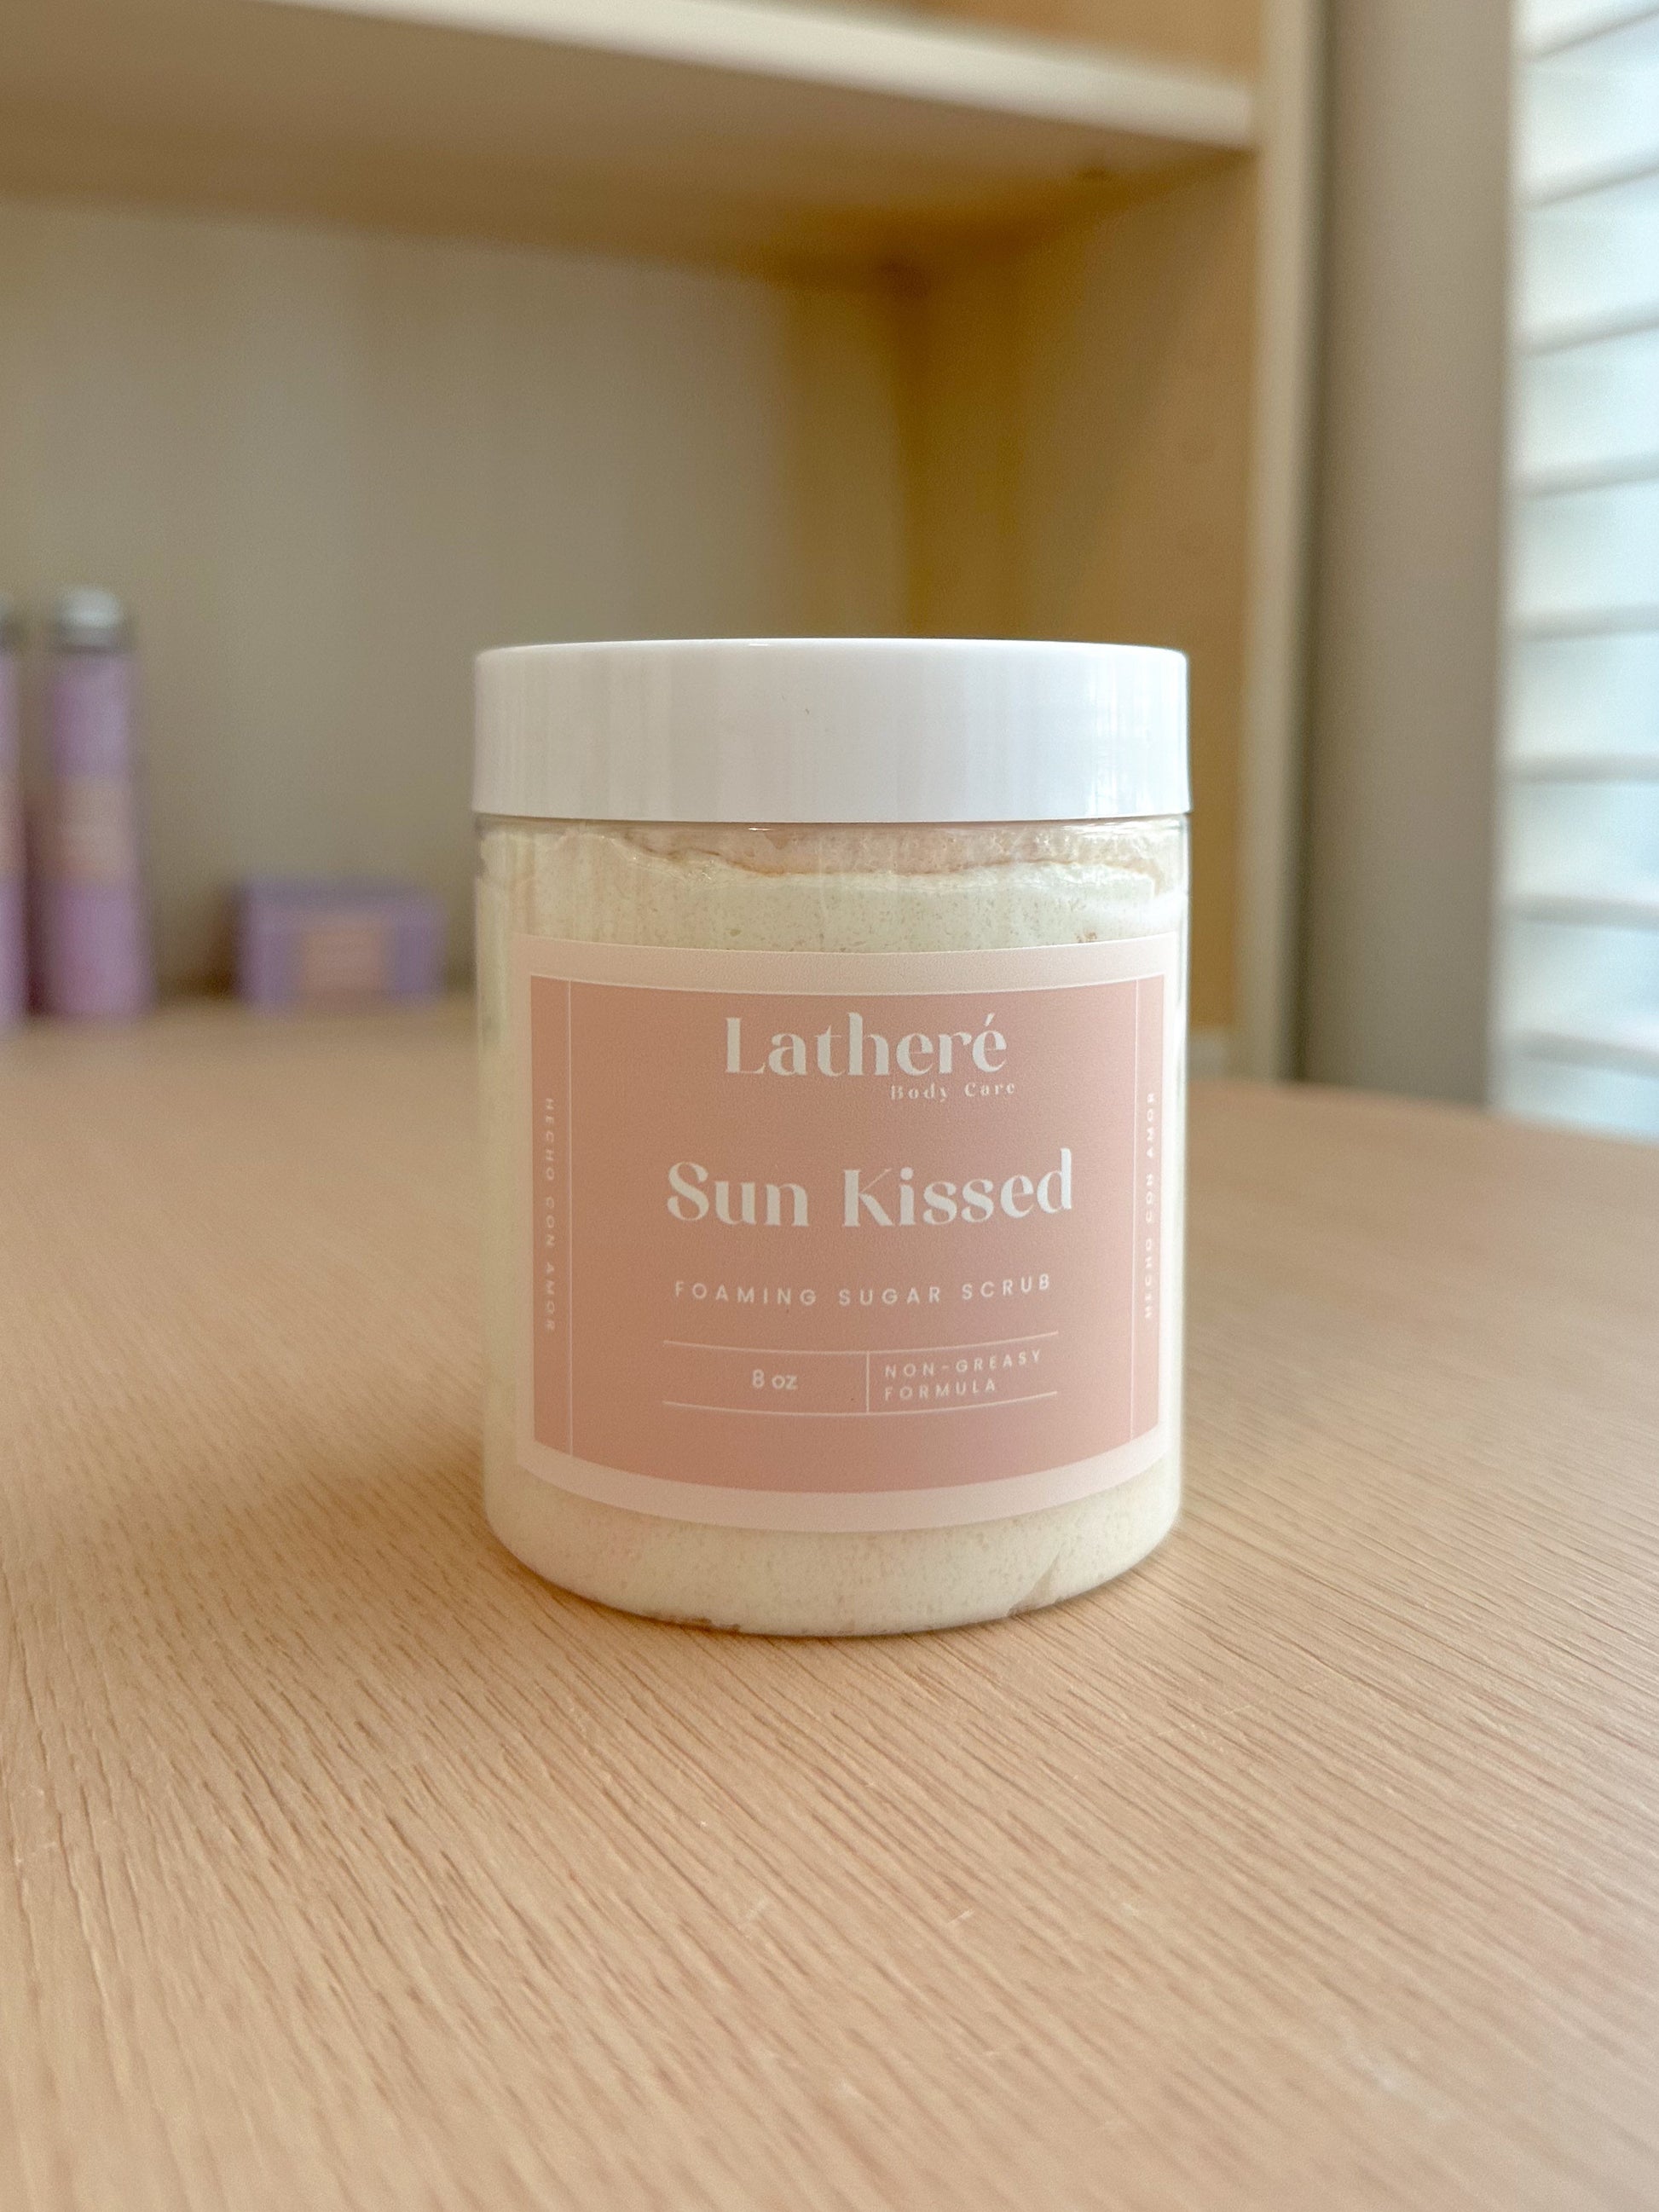 Latheré
Body Care
Sun Kissed
FOAMING SUGAR SCRUB
8 oz
NON-GREASY
FORMULA
HECHO CON AMOR
HECHO CON AMOR